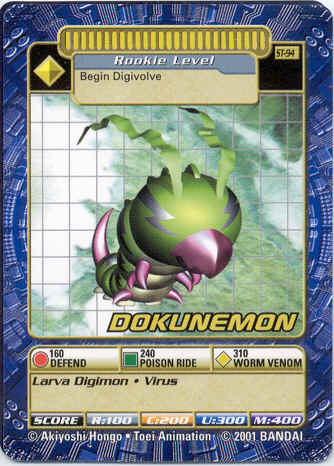 Rookie Level
ST-94
Begin Digivolve
DOKUNEMON
160 DEFEND
240 POISON RIDE
310 WORM VENOM
Larva Digimon • Virus
SCORE R:100 C:200 U:300 M:400
© Akiyoshi Hongo • Toei Animation © 2001 BANDAI